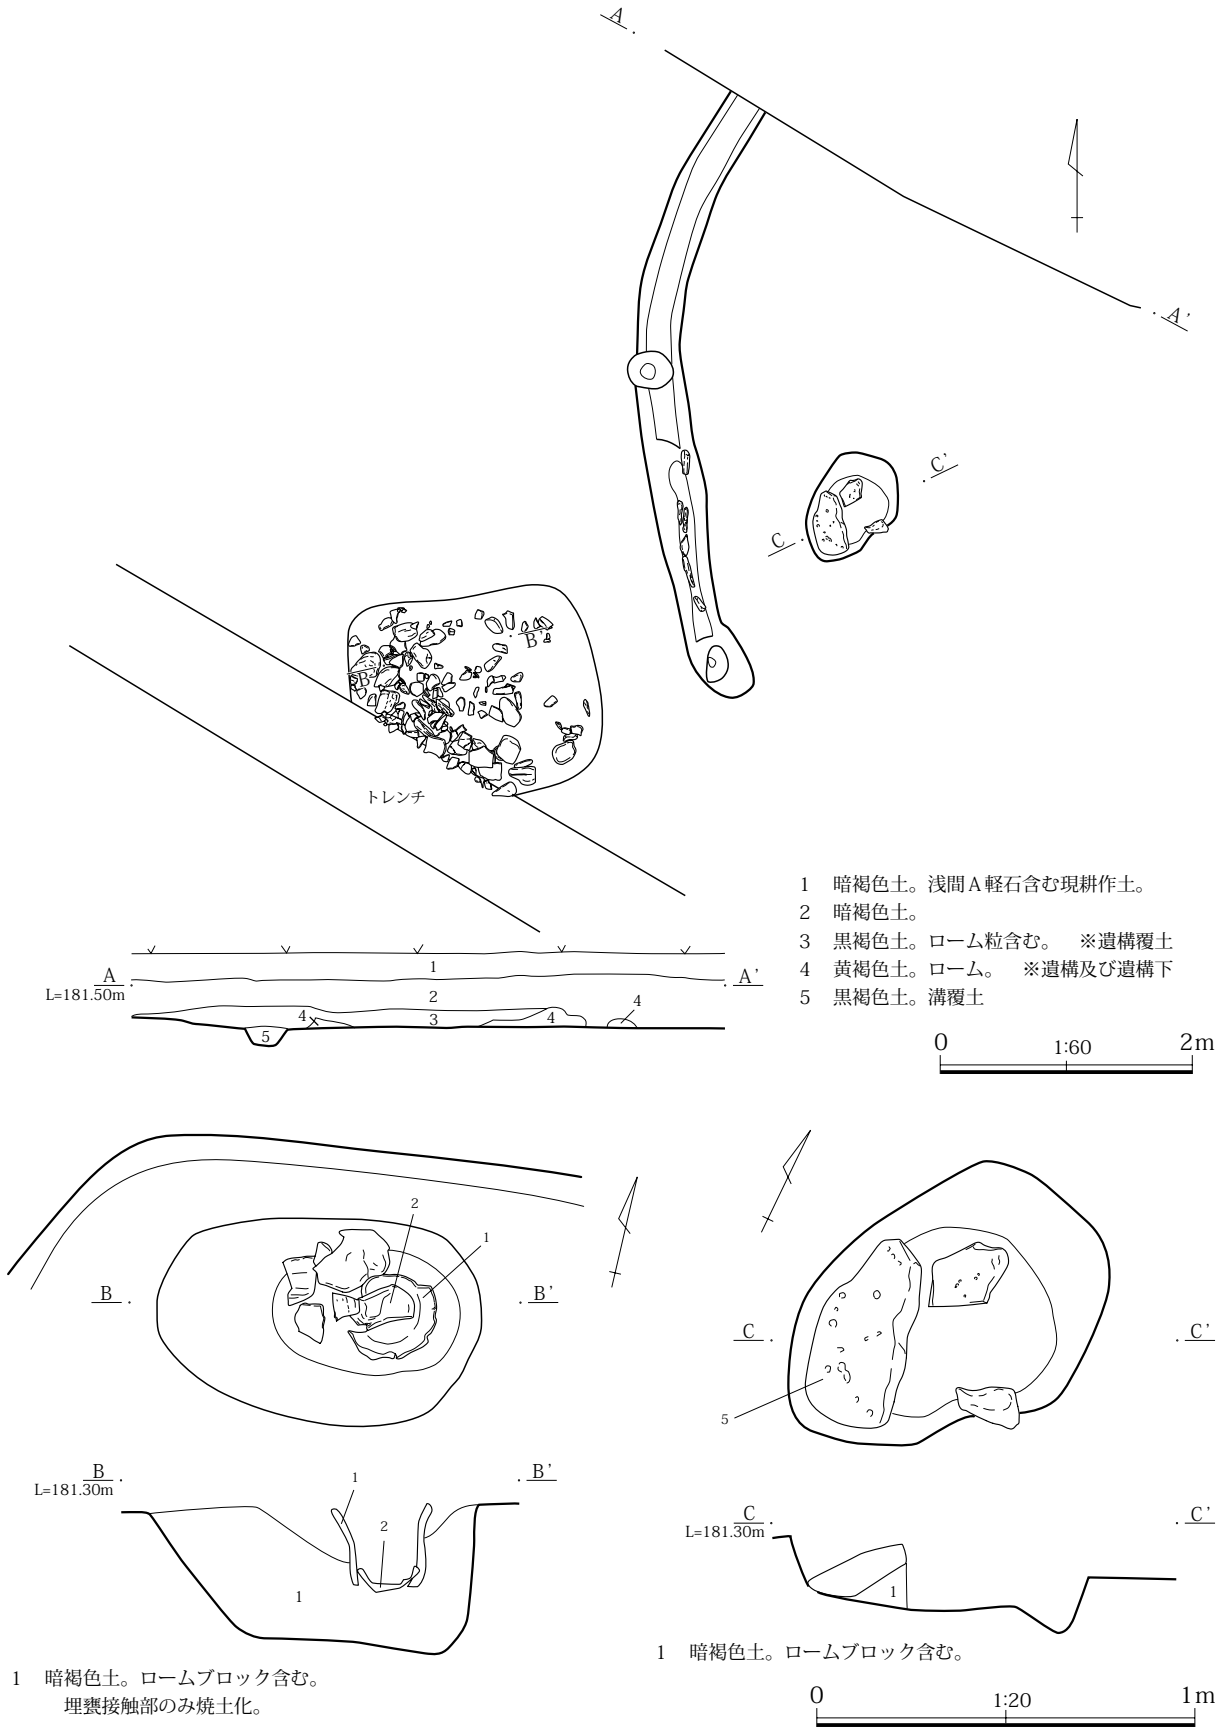 A
A’
C’
C
B’
B
トレンチ
1　暗褐色土。浅間A軽石含む現耕作土。
2　暗褐色土。
3　黒褐色土。ローム粒含む。　※遺構覆土
4　黄褐色土。ローム。　※遺構及び遺構下
5　黒褐色土。溝覆土
A
L=181.50m
A’
1
2
3
4
4
4
5
0
1:60
2m
2
1
B
B’
C
C’
5
B
L=181.30m
B’
1
2
1
C
L=181.30m
C’
1
1　暗褐色土。ロームブロック含む。
埋甕接触部のみ焼土化。
1　暗褐色土。ロームブロック含む。
0
1:20
1m